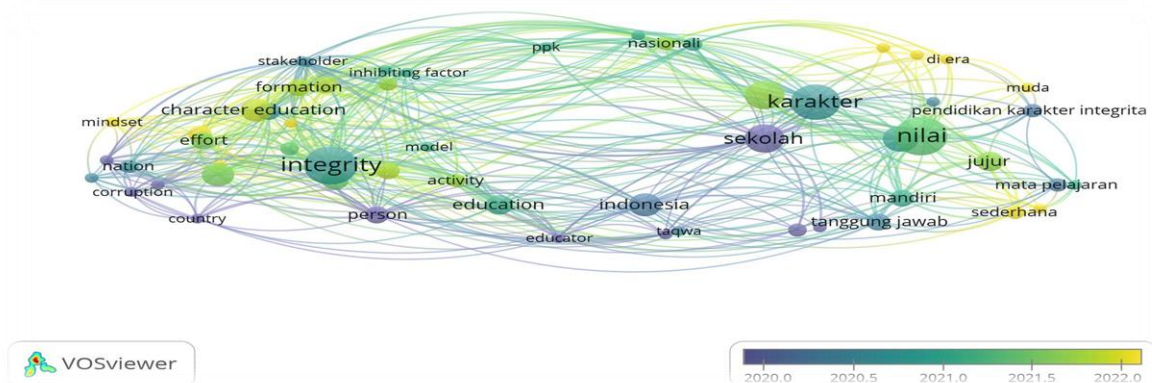 ppk
nasionali
stakeholder
inhibiting factor
di era
formation
muda
character education
karakter
pendidikan karakter integrita
mindset
effort
model
sekolah
nilai
nation
integrity
jujur
corruption
activity
mata pelajaran
country
person
education
indonesia
mandiri
sederhana
educator
taqwa
tanggung jawab
VOSviewer
2020.0 2020.5 2021.0 2021.5 2022.0